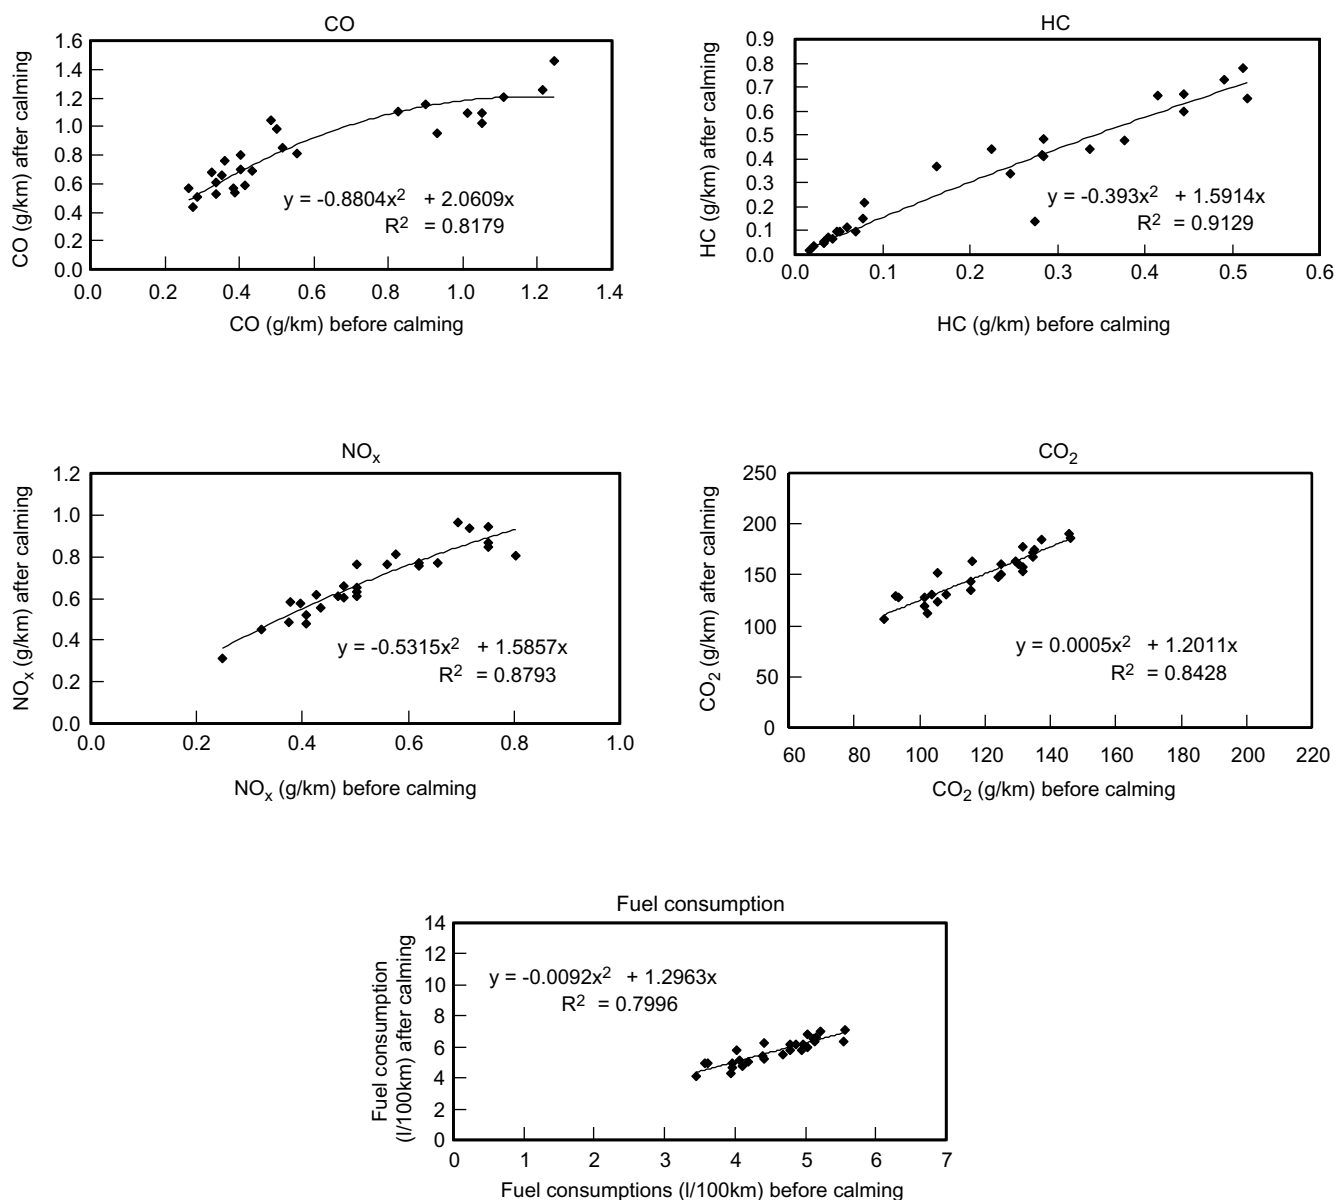 CO
CO (g/km) after calming
1.6
1.4
1.2
1.0
0.8
0.6
0.4
0.2
0.0
y = -0.8804x² + 2.0609x
R² = 0.8179
0.0 0.2 0.4 0.6 0.8 1.0 1.2 1.4
CO (g/km) before calming
HC
HC (g/km) after calming
0.9
0.8
0.7
0.6
0.5
0.4
0.3
0.2
0.1
0.0
y = -0.393x² + 1.5914x
R² = 0.9129
0.0 0.1 0.2 0.3 0.4 0.5 0.6
HC (g/km) before calming
NOₓ
NOₓ (g/km) after calming
1.2
1.0
0.8
0.6
0.4
0.2
0.0
y = -0.5315x² + 1.5857x
R² = 0.8793
0.0 0.2 0.4 0.6 0.8 1.0
NOₓ (g/km) before calming
CO₂
CO₂ (g/km) after calming
250
200
150
100
50
0
y = 0.0005x² + 1.2011x
R² = 0.8428
60 80 100 120 140 160 180 200 220
CO₂ (g/km) before calming
Fuel consumption
Fuel consumption
(l/100km) after calming
14
12
10
8
6
4
2
0
y = -0.0092x² + 1.2963x
R² = 0.7996
0 1 2 3 4 5 6 7
Fuel consumptions (l/100km) before calming